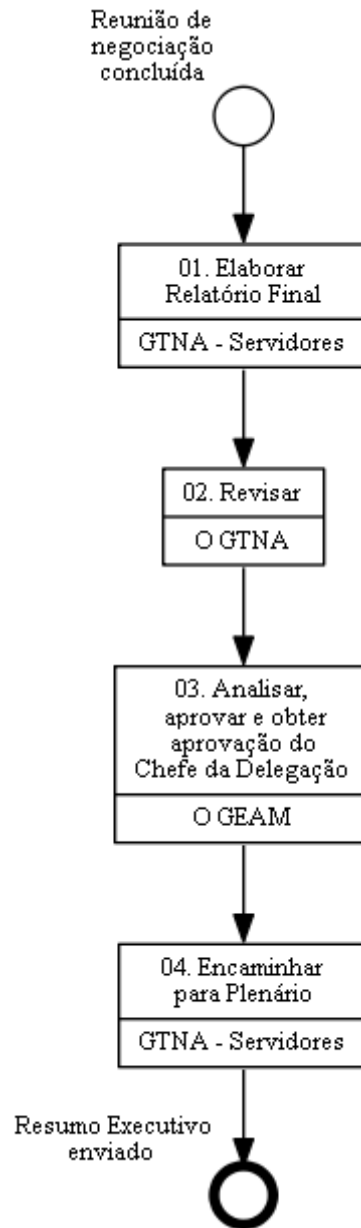 Reunião de
negociação
concluída
01. Elaborar
Relatório Final
GTNA - Servidores
02. Revisar
O GTNA
03. Analisar,
aprovar e obter
aprovação do
Chefe da Delegação
O GEAM
04. Encaminhar
para Plenário
GTNA - Servidores
Resumo Executivo
enviado